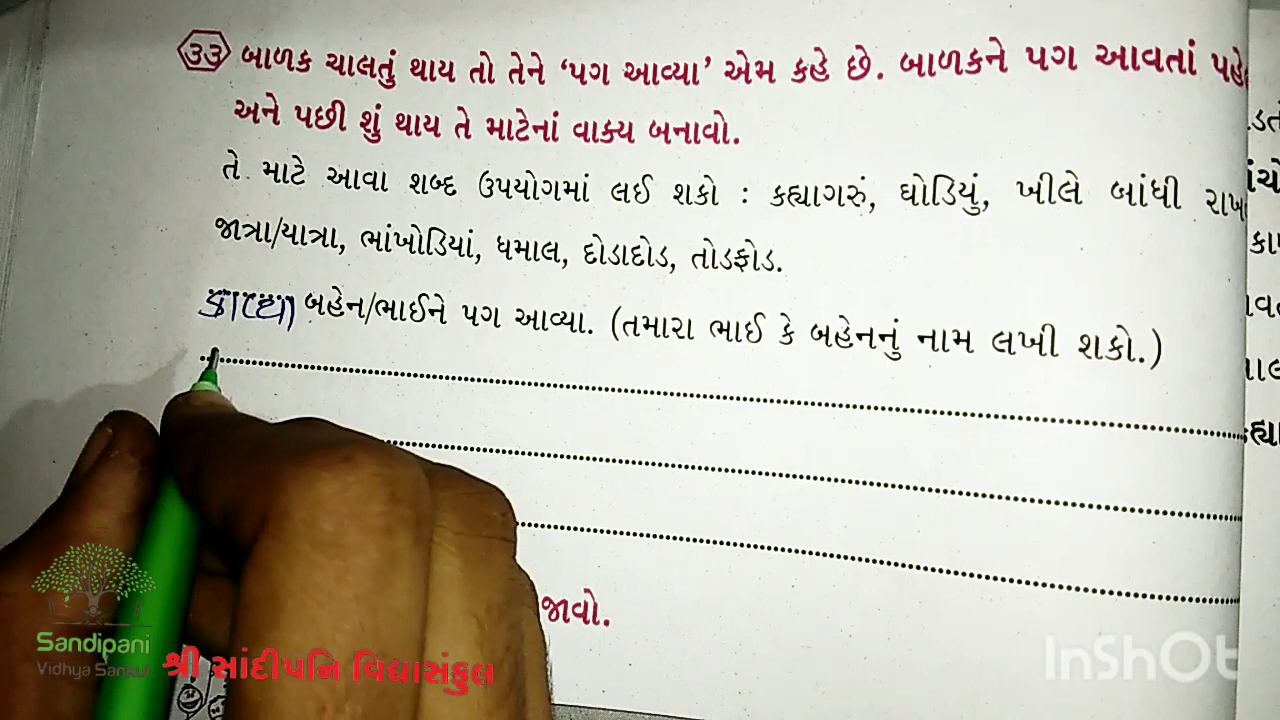 ૩૩ બાળક ચાલતું થાય તો તેને ‘પગ આવ્યા’ એમ કહે છે. બાળકને પગ આવતાં
અને પછી શું થાય તે માટેનાં વાક્ય બનાવો.
તે માટે આવા શબ્દ ઉપયોગમાં લઈ શકો : કહ્યાગરું, ઘોડિયું, ખીલે બાંધી
જાત્રા/યાત્રા, ભાંખોડિયાં, ધમાલ, દોડાદોડ, તોડફોડ.
કાવ્યા બહેન/ભાઈને પગ આવ્યા. (તમારા ભાઈ કે બહેનનું નામ લખી શકો.)
જાવો.
Sandipani
Vidhya Sankul
શ્રી સાંદીપનિ વિદ્યાસંકુલ
InShOt